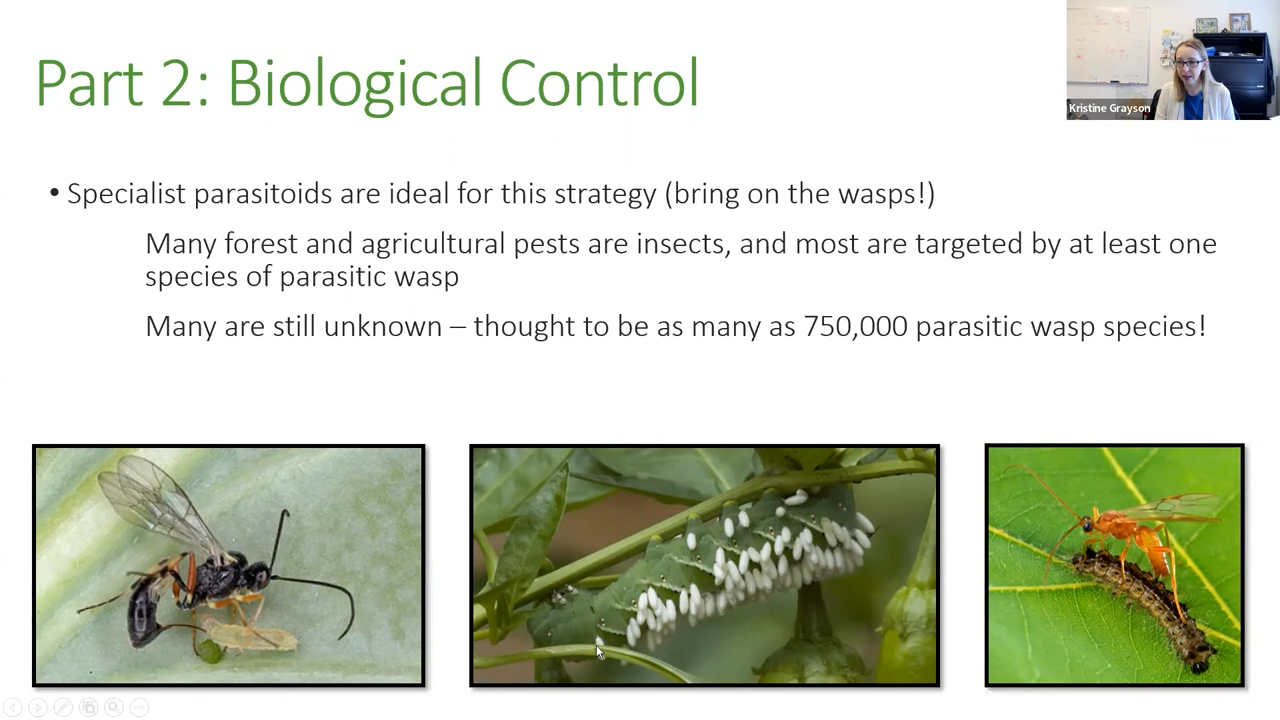 Part 2: Biological Control
Kristine Grayson
• Specialist parasitoids are ideal for this strategy (bring on the wasps!)
Many forest and agricultural pests are insects, and most are targeted by at least one
species of parasitic wasp
Many are still unknown – thought to be as many as 750,000 parasitic wasp species!